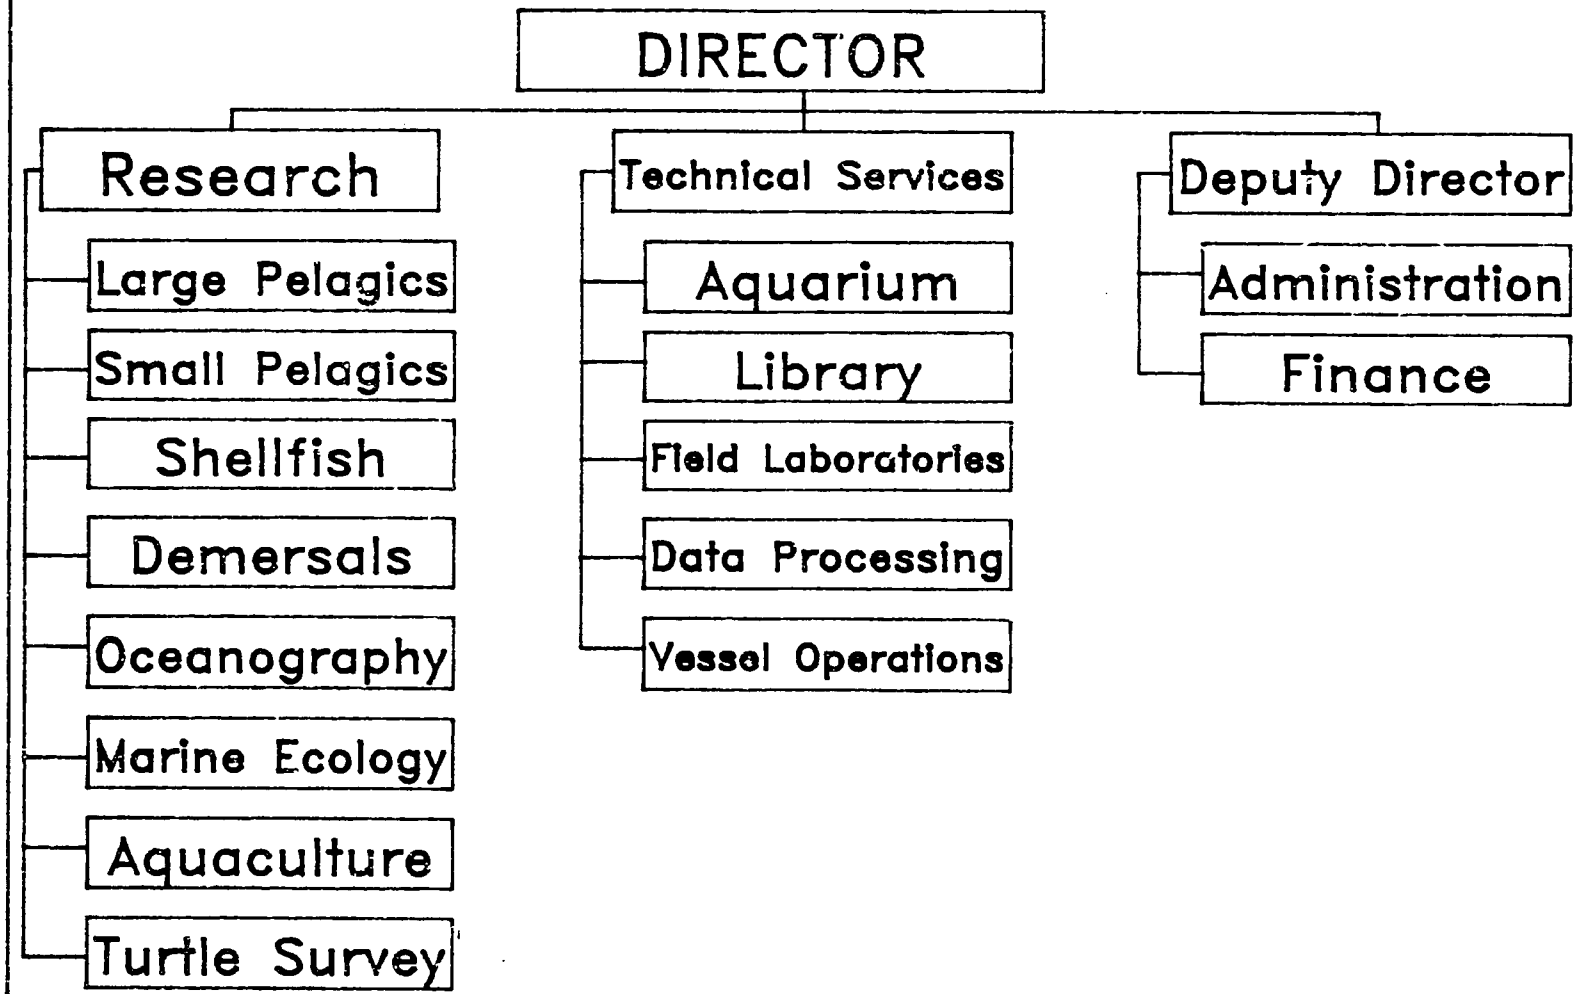 DIRECTOR
Research
Large Pelagics
Small Pelagics
Shellfish
Demersals
Oceanography
Marine Ecology
Aquaculture
Turtle Survey
Technical Services
Aquarium
Library
Field Laboratories
Data Processing
Vessel Operations
Deputy Director
Administration
Finance